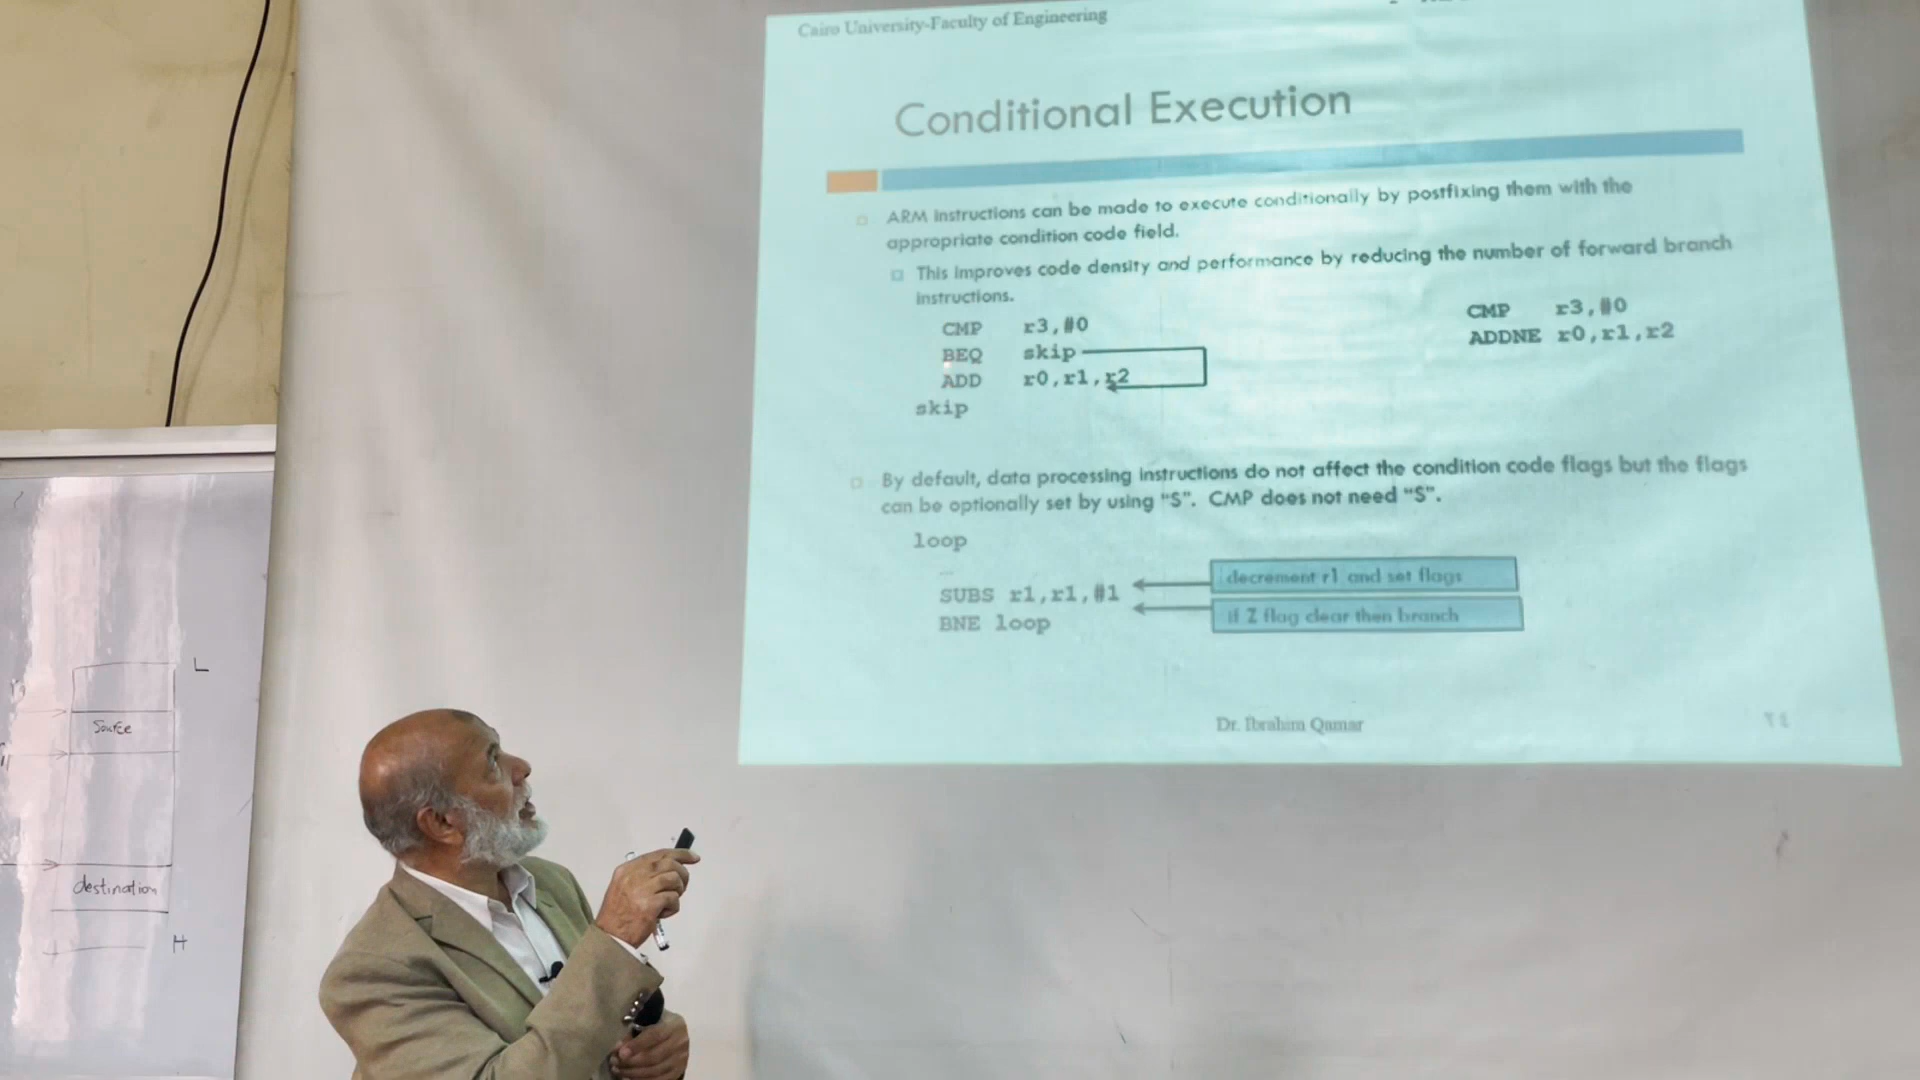 Cairo University-Faculty of Engineering
Conditional Execution
ARM instructions can be made to execute conditionally by postfixing them with the
appropriate condition code field.
This improves code density and performance by reducing the number of forward branch
instructions.
CMP r3,#0
BEQ skip
ADD r0,r1,r2
skip
CMP r3,#0
ADDNE r0,r1,r2
By default, data processing instructions do not affect the condition code flags but the flags
can be optionally set by using "S". CMP does not need "S".
loop
...
SUBS r1,r1,#1
BNE loop
decrement r1 and set flags
if Z flag clear then branch
Dr. Ibrahim Qamar
٢٤
L
Source
destination
H